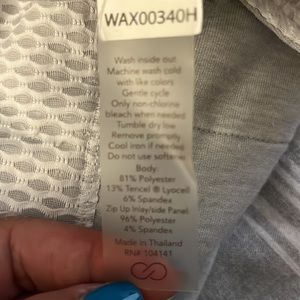 WAX00340H
Wash inside out
Machine wash cold
with like colors
Gentle cycle
Only non-chlorine
bleach when needed
Tumble dry low
Remove promptly
Cool iron if needed
Do not use softener
Body:
81% Polyester
13% Tencel ® Lyocell
6% Spandex
Zip Up Inlay/side Panel
96% Polyester
4% Spandex
Made in Thailand
RN# 104141